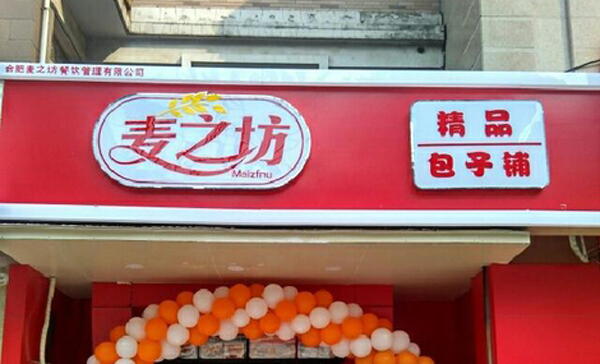 合肥麦之坊餐饮管理有限公司
麦之坊
Maizfnu
精品
包子铺